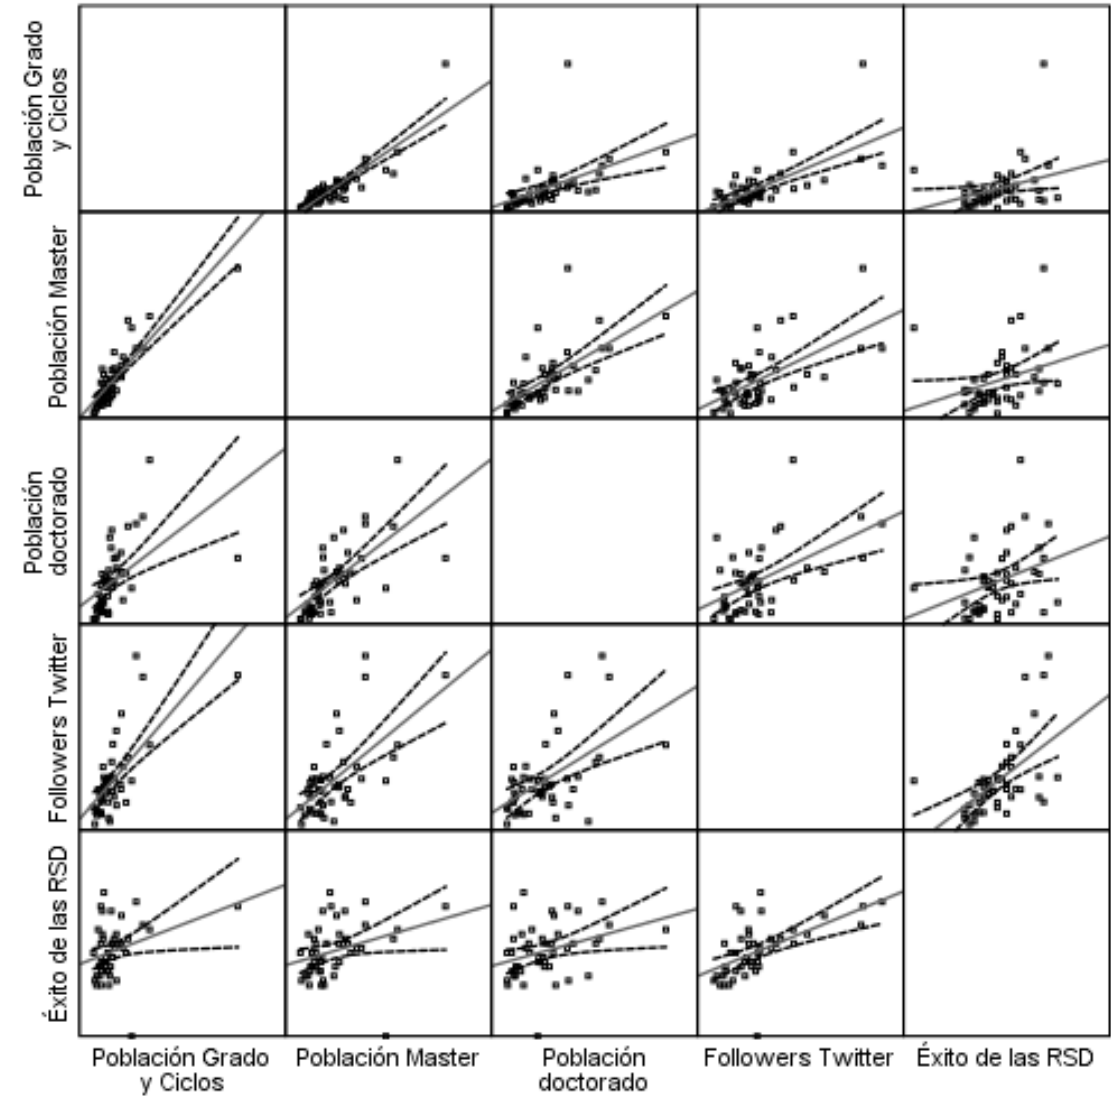 Población Grado
y Ciclos
Población Master
Población
doctorado
Followers Twitter
Éxito de las RSD
Población Grado
y Ciclos
Población Master
Población
doctorado
Followers Twitter
Éxito de las RSD